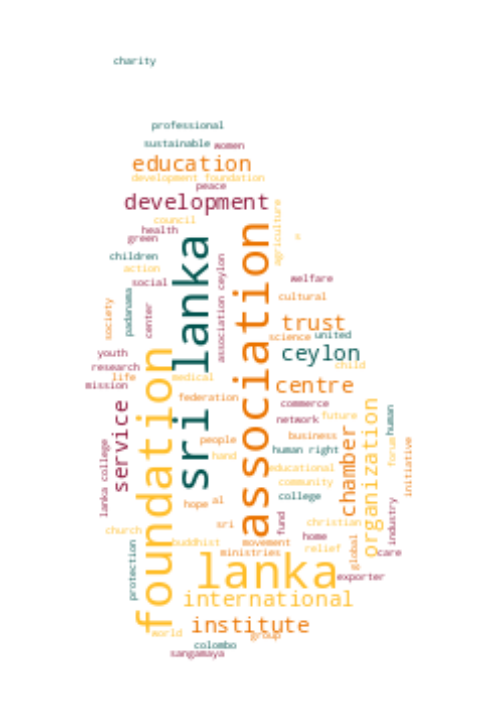 charity
professional
sustainable women
education
development foundation
peace
development
council
health
green
agriculture
children
action
social
sri lanka
association
association ceylon
welfare
cultural
society
padanama
center
trust
science united
ceylon
youth
research
life
mission
medical
child
centre
foundation
federation
commerce
network future
people
business
human right
hand
service
lanka college
educational
community
college
chamber
organization
human
forum
initiative
hope al
sri
fund
christian
industry
church
buddhist
movement
ministries
home
relief
global
care
protection
lanka
exporter
international
institute
world
group
colombo
sangamaya